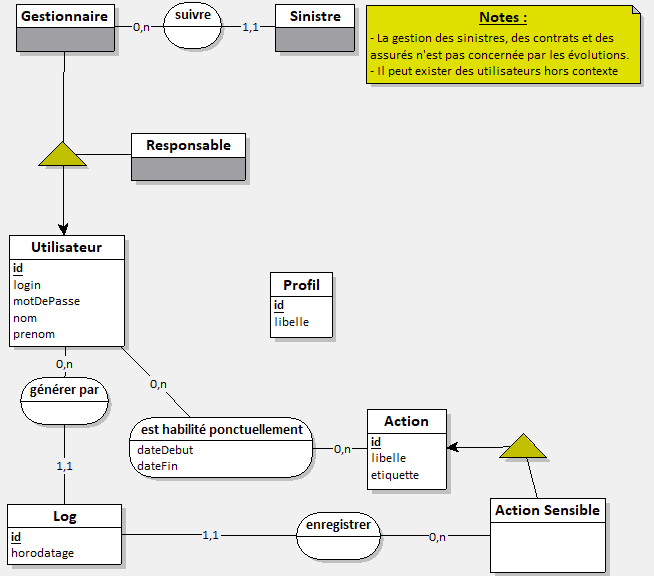 Gestionnaire
0,n
suivre
1,1
Sinistre
Notes :
- La gestion des sinistres, des contrats et des
assurés n'est pas concernée par les évolutions.
- Il peut exister des utilisateurs hors contexte
Responsable
Utilisateur
id
login
motDePasse
nom
prenom
Profil
id
libelle
0,n
générer par
1,1
0,n
est habilité ponctuellement
dateDebut
dateFin
0,n
Action
id
libelle
etiquette
Log
id
horodatage
1,1
enregistrer
0,n
Action Sensible